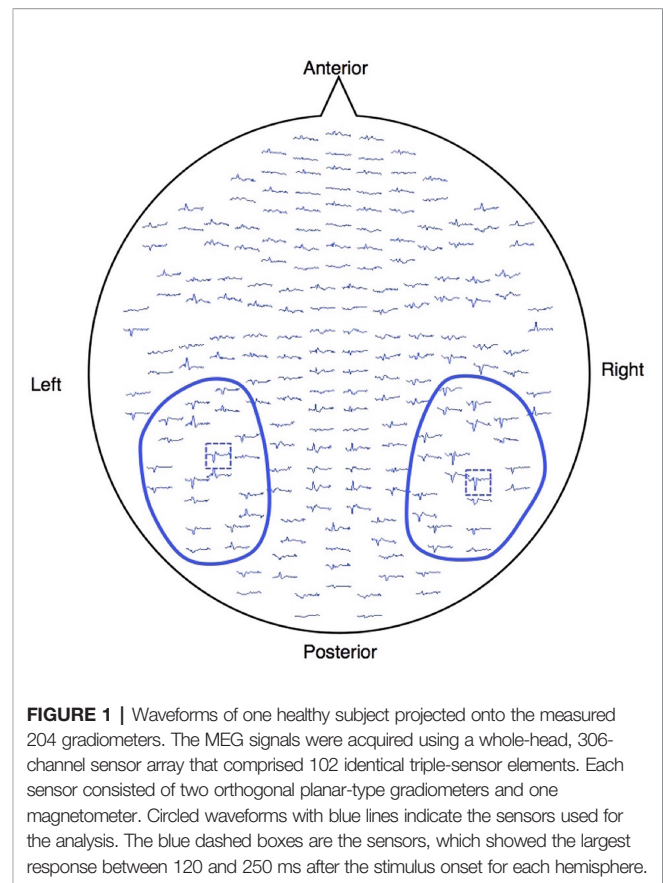 Anterior
Left
Right
Posterior
FIGURE 1 | Waveforms of one healthy subject projected onto the measured
204 gradiometers. The MEG signals were acquired using a whole-head, 306-
channel sensor array that comprised 102 identical triple-sensor elements. Each
sensor consisted of two orthogonal planar-type gradiometers and one
magnetometer. Circled waveforms with blue lines indicate the sensors used for
the analysis. The blue dashed boxes are the sensors, which showed the largest
response between 120 and 250 ms after the stimulus onset for each hemisphere.